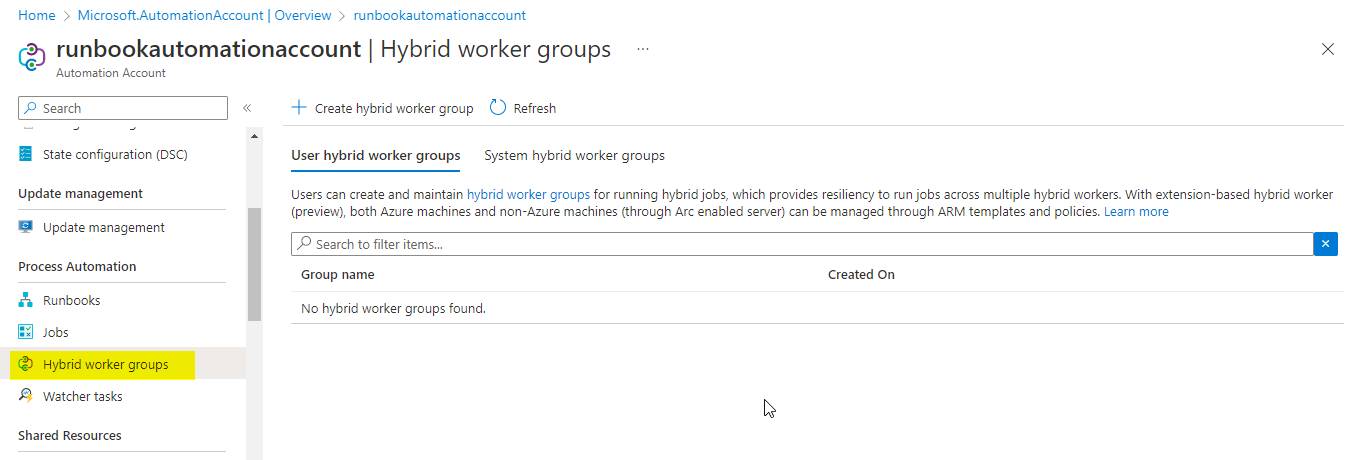 Home > Microsoft.AutomationAccount | Overview > runbookautomationaccount
runbookautomationaccount | Hybrid worker groups ...
Automation Account
Search
«
Create hybrid worker group
Refresh
State configuration (DSC)
Update management
Update management
Process Automation
Runbooks
Jobs
Hybrid worker groups
Watcher tasks
Shared Resources
User hybrid worker groups
System hybrid worker groups
Users can create and maintain hybrid worker groups for running hybrid jobs, which provides resiliency to run jobs across multiple hybrid workers. With extension-based hybrid worker
(preview), both Azure machines and non-Azure machines (through Arc enabled server) can be managed through ARM templates and policies. Learn more
Search to filter items...
Group name
Created On
No hybrid worker groups found.